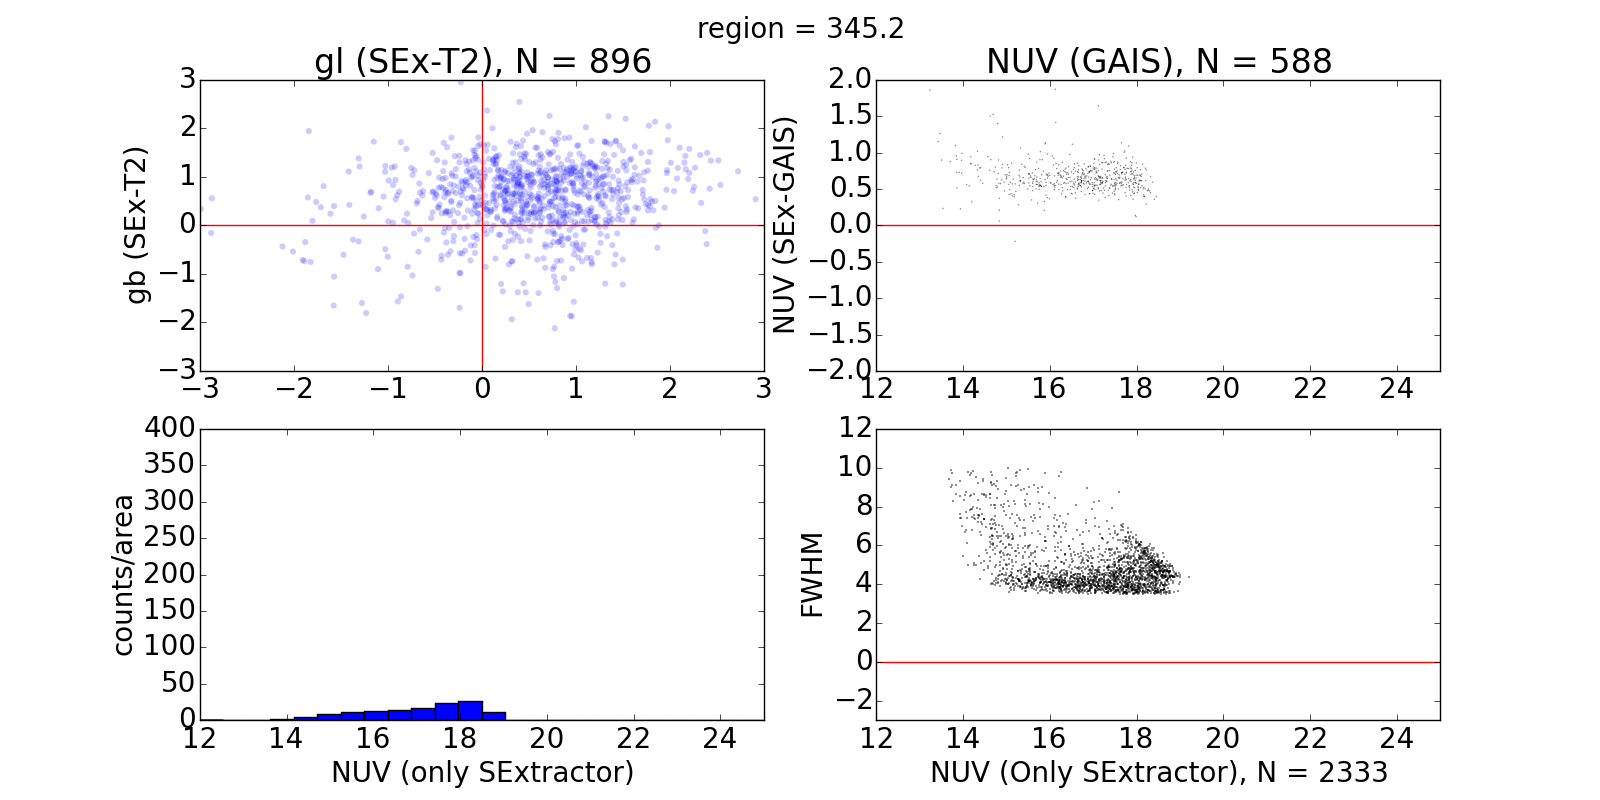 region = 345.2
gl (SEx-T2), N = 896
NUV (GAIS), N = 588
3
2
1
0
−1
−2
−3
gb (SEx-T2)
−3 −2 −1 0 1 2 3
2.0
1.5
1.0
0.5
0.0
−0.5
−1.0
−1.5
−2.0
NUV (SEx-GAIS)
12 14 16 18 20 22 24
400
350
300
250
200
150
100
50
0
counts/area
12 14 16 18 20 22 24
NUV (only SExtractor)
12
10
8
6
4
2
0
−2
FWHM
12 14 16 18 20 22 24
NUV (Only SExtractor), N = 2333